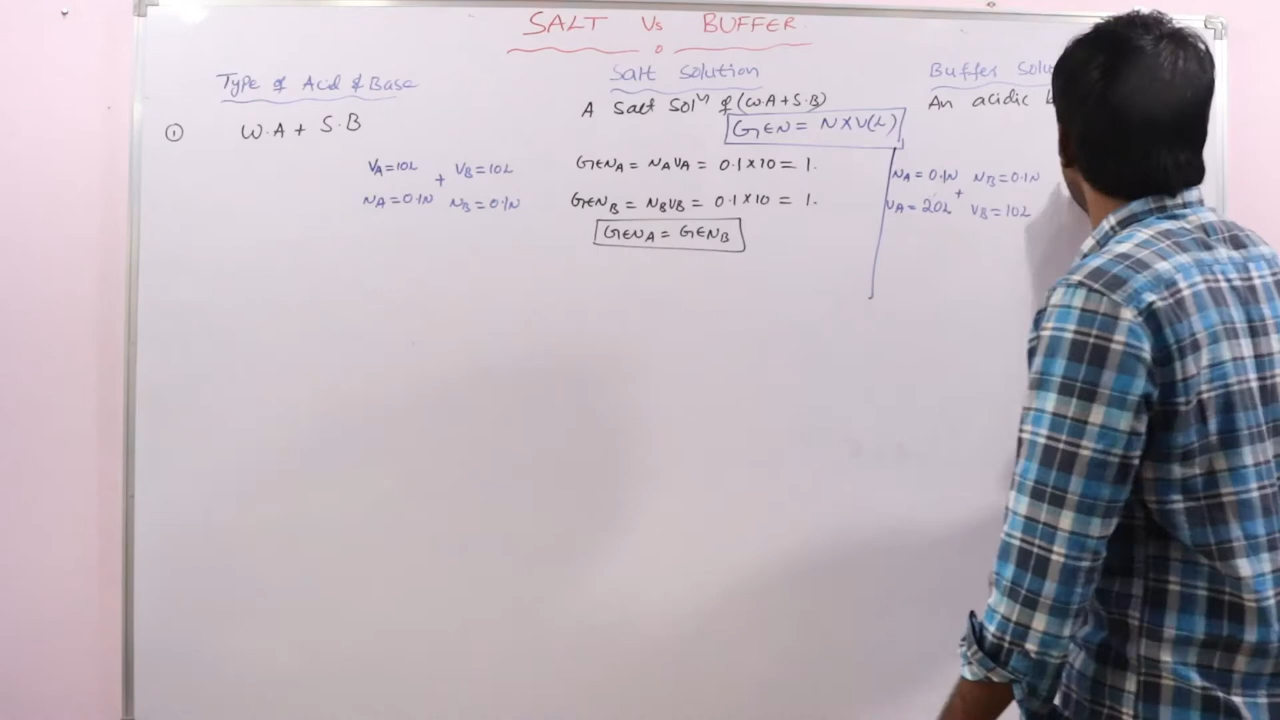 SALT Vs BUFFER.
Type of Acid & Base
Salt Solution
Buffer Solu
① W.A + S.B
A Salt Solⁿ of (W.A + S.B)
An acidic b
GEN = N×V(L)
VA = 10L + VB = 10L
NA = 0.1N NB = 0.1N
GENA = NAVA = 0.1×10 = 1.
GENB = NBVB = 0.1×10 = 1.
GENA = GENB
NA = 0.1N + NB = 0.1N
VA = 20L VB = 10L